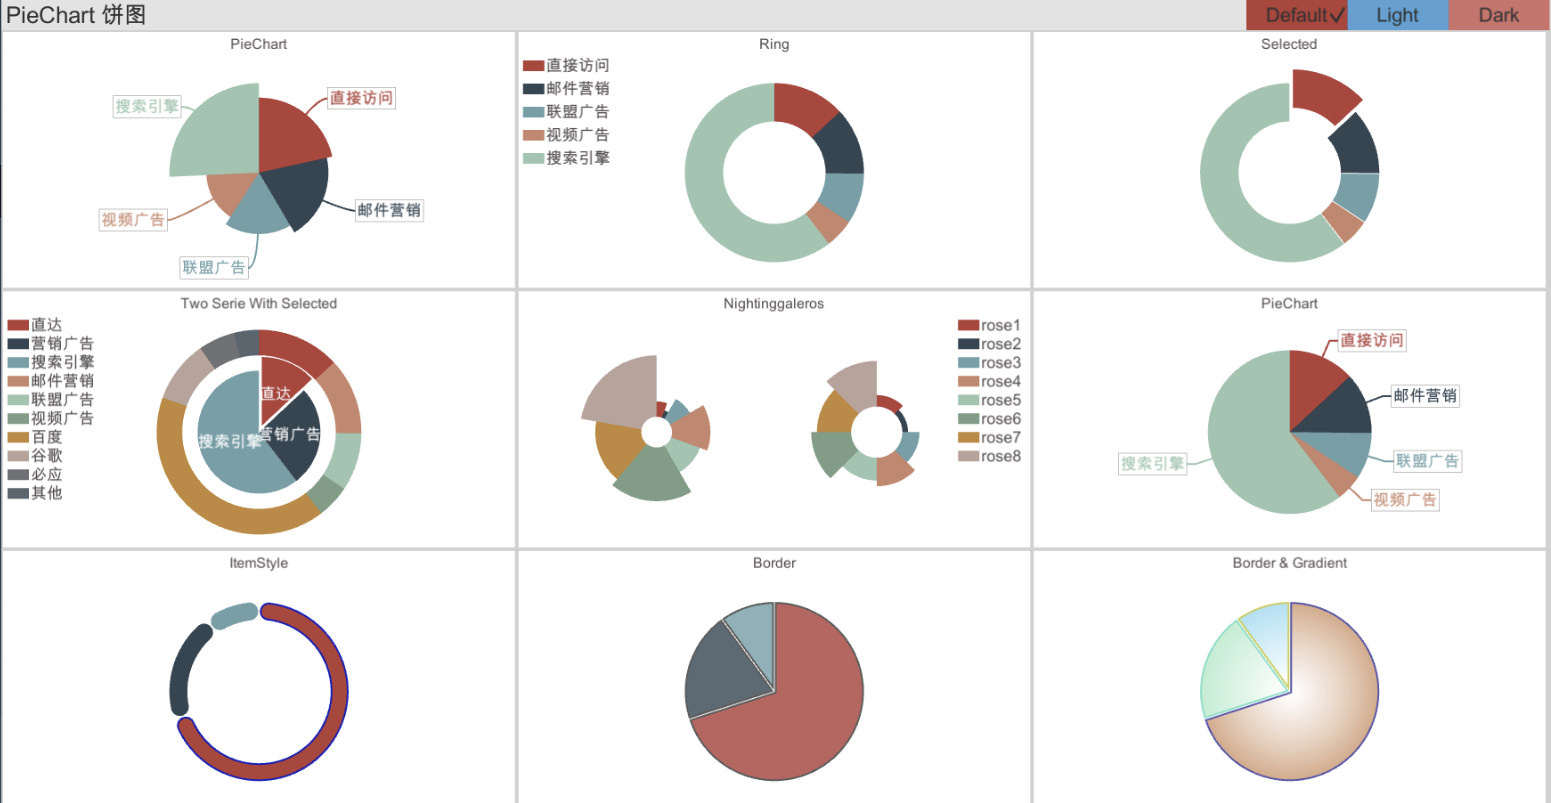 PieChart 饼图
Default✓
Light
Dark
PieChart
搜索引擎
直接访问
视频广告
邮件营销
联盟广告
Ring
直接访问
邮件营销
联盟广告
视频广告
搜索引擎
Selected
Two Serie With Selected
直达
营销广告
搜索引擎
邮件营销
联盟广告
视频广告
百度
谷歌
必应
其他
直达
搜索引擎
营销广告
Nightinggaleros
rose1
rose2
rose3
rose4
rose5
rose6
rose7
rose8
PieChart
直接访问
邮件营销
搜索引擎
联盟广告
视频广告
ItemStyle
Border
Border & Gradient